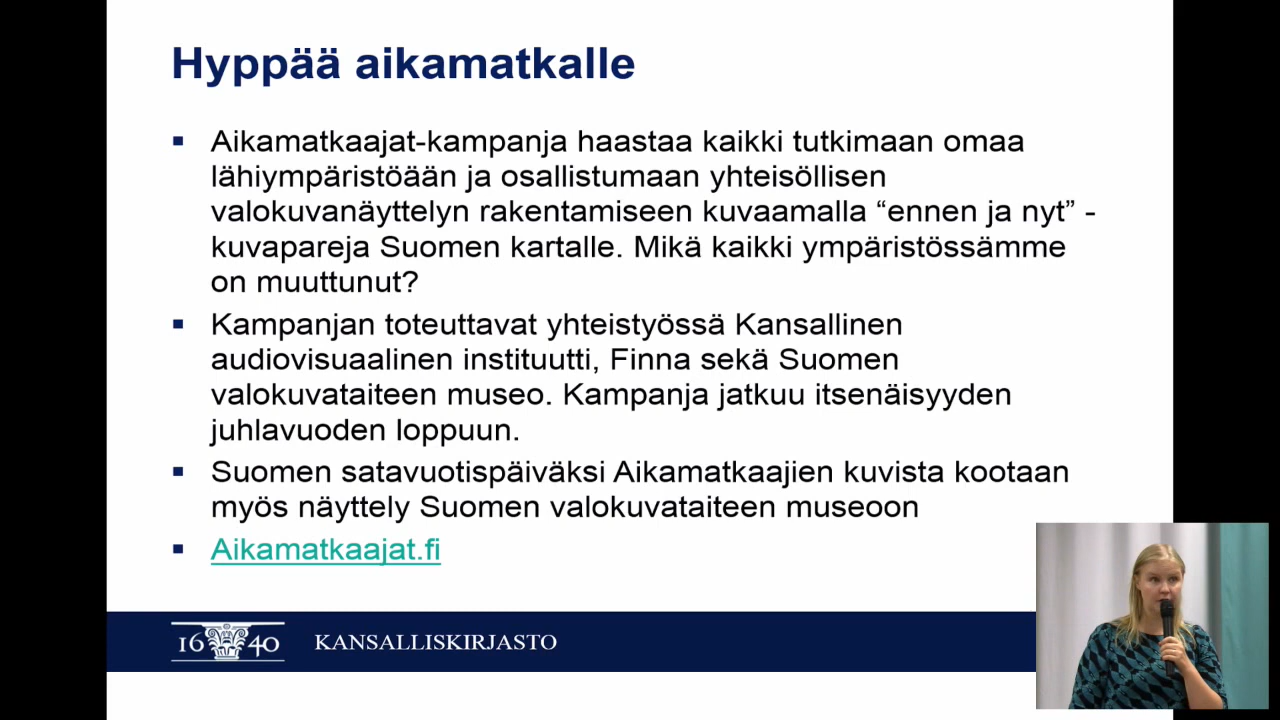 Hyppää aikamatkalle
Aikamatkaajat-kampanja haastaa kaikki tutkimaan omaa
lähiympäristöään ja osallistumaan yhteisöllisen
valokuvanäyttelyn rakentamiseen kuvaamalla “ennen ja nyt” -
kuvapareja Suomen kartalle. Mikä kaikki ympäristössämme
on muuttunut?
Kampanjan toteuttavat yhteistyössä Kansallinen
audiovisuaalinen instituutti, Finna sekä Suomen
valokuvataiteen museo. Kampanja jatkuu itsenäisyyden
juhlavuoden loppuun.
Suomen satavuotispäiväksi Aikamatkaajien kuvista kootaan
myös näyttely Suomen valokuvataiteen museoon
Aikamatkaajat.fi
16 40 KANSALLISKIRJASTO